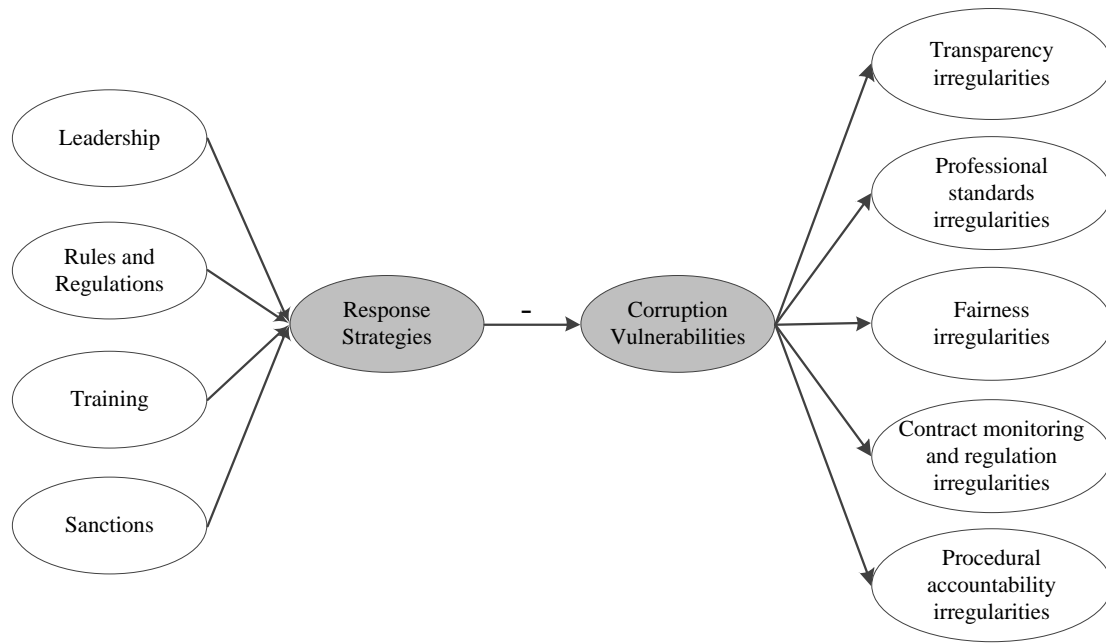 Leadership
Rules and
Regulations
Training
Sanctions
Response
Strategies
-
Corruption
Vulnerabilities
Transparency
irregularities
Professional
standards
irregularities
Fairness
irregularities
Contract monitoring
and regulation
irregularities
Procedural
accountability
irregularities